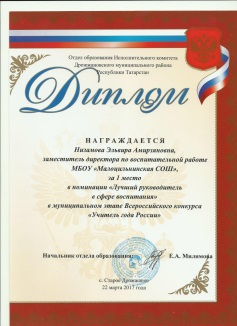 Отдел образования Исполнительного комитета
Дрожжановского муниципального района
Республики Татарстан
Диплом
НАГРАЖДАЕТСЯ
Низамова Эльвира Амирзяновна,
заместитель директора по воспитательной работе
МБОУ «Малоцильнинская СОШ»,
за 1 место
в номинации «Лучший руководитель
в сфере воспитания»
в муниципальном этапе Всероссийского конкурса
«Учитель года России»
Начальник отдела образования:
с. Старое Дрожжаное
22 марта 2017 года